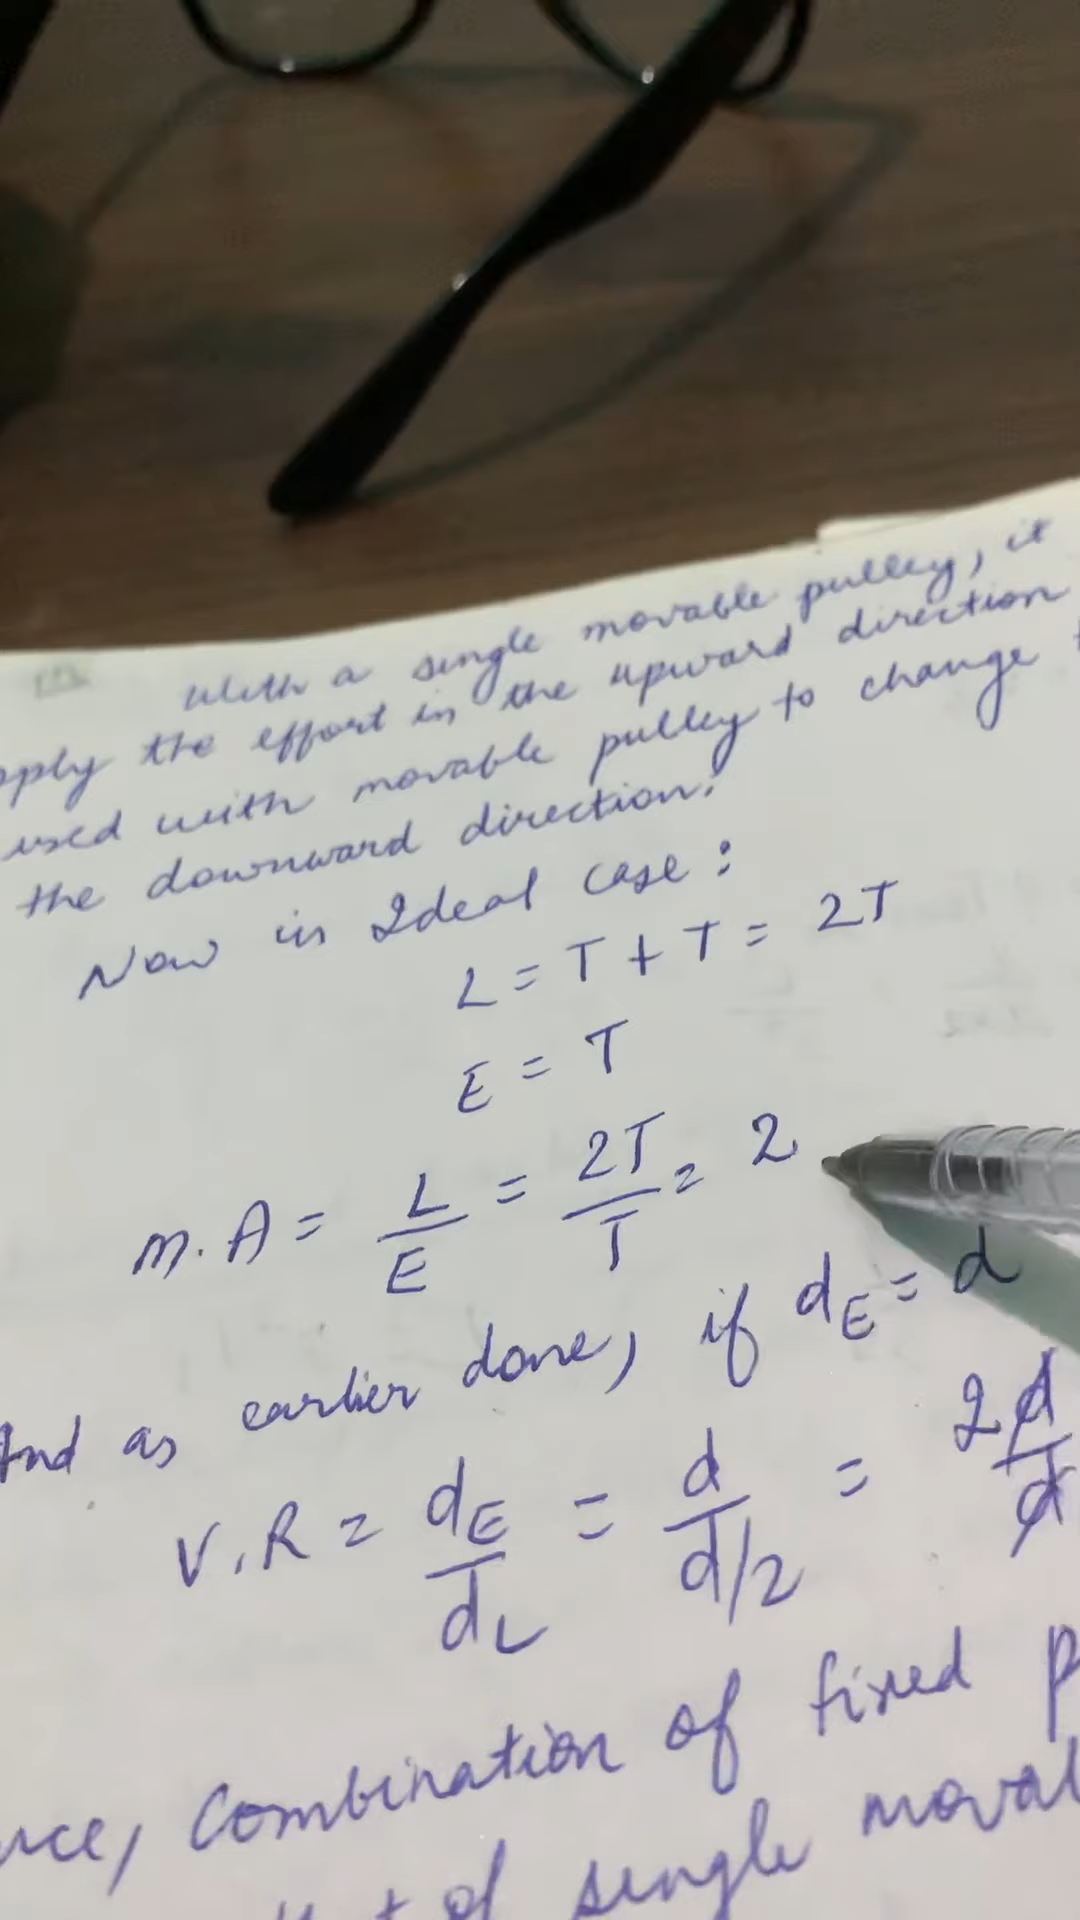 With a single movable pulley, it
pply the effort in the upward direction
used with movable pulley to change
the downward direction.
Now in Ideal case :
L = T + T = 2T
E = T
M.A = L/E = 2T/T = 2
And as earlier done, if dE = d
V.R = dE/dL = d/d/2 = 2d/d
nce, Combination of fixed p
of single moval